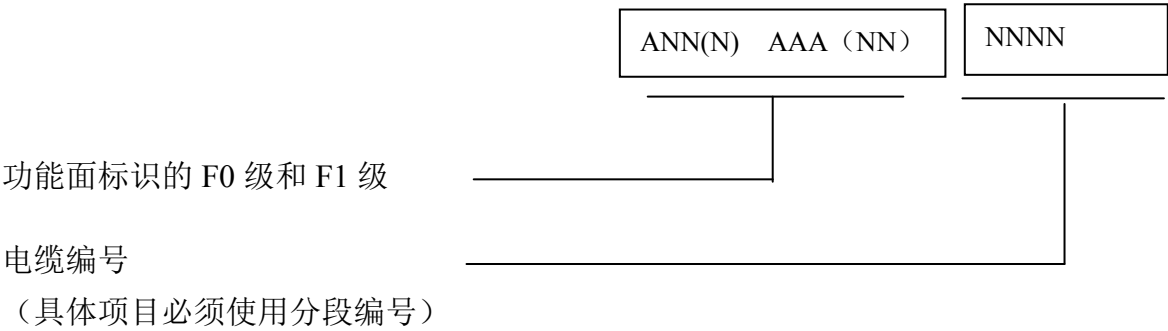 ANN(N) AAA（NN） NNNN
功能面标识的 F0 级和 F1 级
电缆编号
（具体项目必须使用分段编号）